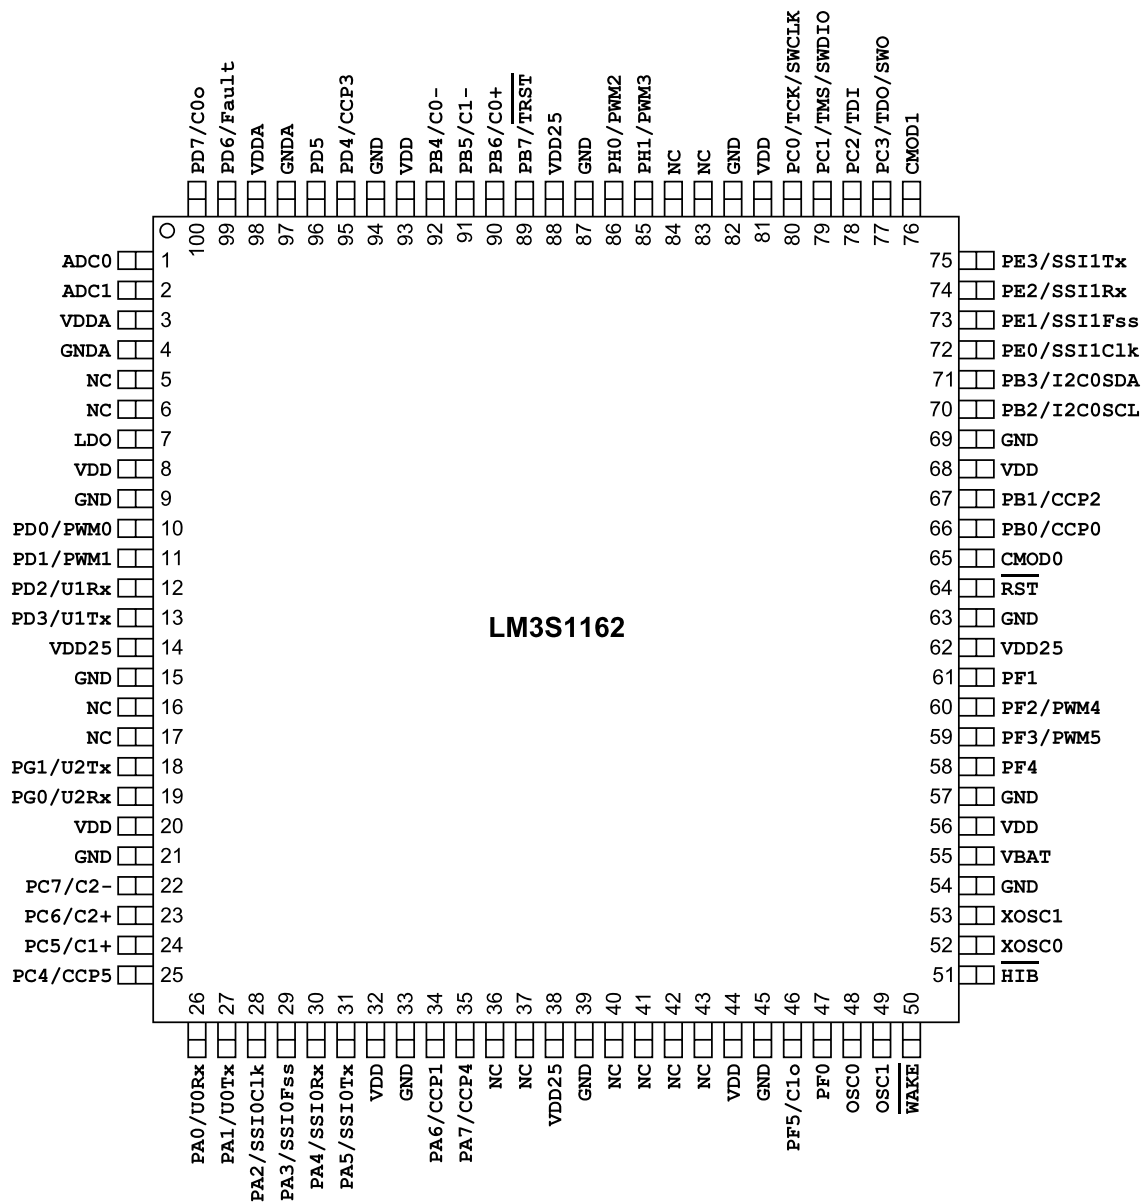 PD7/C0o
PD6/Fault
VDDA
GNDA
PD5
PD4/CCP3
GND
VDD
PB4/C0-
PB5/C1-
PB6/C0+
PB7/TRST
VDD25
GND
PH0/PWM2
PH1/PWM3
NC
NC
GND
VDD
PC0/TCK/SWCLK
PC1/TMS/SWDIO
PC2/TDI
PC3/TDO/SWO
CMOD1
100 99 98 97 96 95 94 93 92 91 90 89 88 87 86 85 84 83 82 81 80 79 78 77 76
ADC0 1 75 PE3/SSI1Tx
ADC1 2 74 PE2/SSI1Rx
VDDA 3 73 PE1/SSI1Fss
GNDA 4 72 PE0/SSI1Clk
NC 5 71 PB3/I2C0SDA
NC 6 70 PB2/I2C0SCL
LDO 7 69 GND
VDD 8 68 VDD
GND 9 67 PB1/CCP2
PD0/PWM0 10 66 PB0/CCP0
PD1/PWM1 11 65 CMOD0
PD2/U1Rx 12 64 RST
PD3/U1Tx 13 63 GND
LM3S1162
VDD25 14 62 VDD25
GND 15 61 PF1
NC 16 60 PF2/PWM4
NC 17 59 PF3/PWM5
PG1/U2Tx 18 58 PF4
PG0/U2Rx 19 57 GND
VDD 20 56 VDD
GND 21 55 VBAT
PC7/C2- 22 54 GND
PC6/C2+ 23 53 XOSC1
PC5/C1+ 24 52 XOSC0
PC4/CCP5 25 51 HIB
26 27 28 29 30 31 32 33 34 35 36 37 38 39 40 41 42 43 44 45 46 47 48 49 50
PA0/U0Rx
PA1/U0Tx
PA2/SSI0Clk
PA3/SSI0Fss
PA4/SSI0Rx
PA5/SSI0Tx
VDD
GND
PA6/CCP1
PA7/CCP4
NC
NC
VDD25
GND
NC
NC
NC
NC
VDD
GND
PF5/C1o
PF0
OSC0
OSC1
WAKE